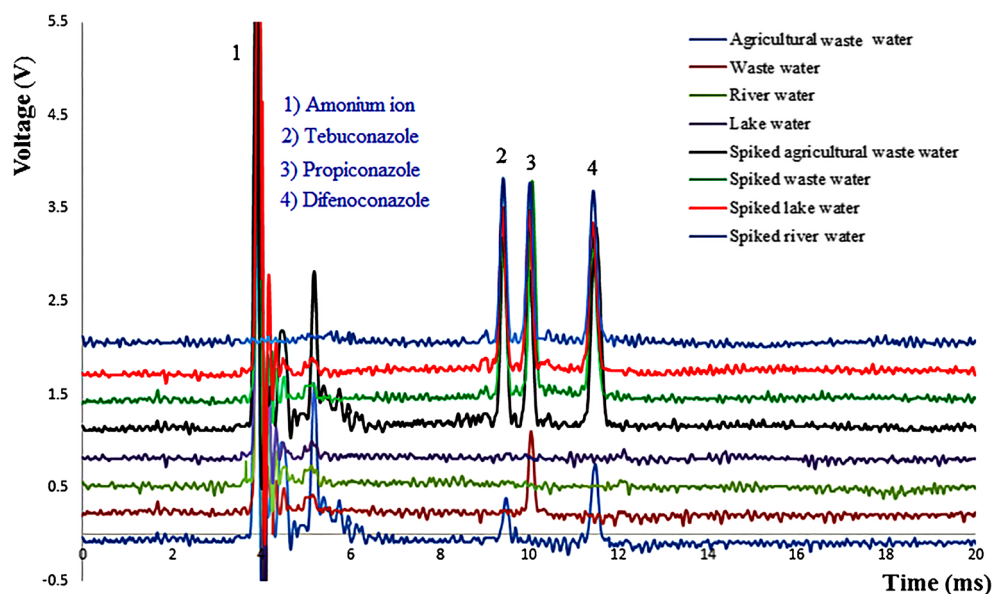 5.5
4.5
3.5
2.5
1.5
0.5
-0.5
Voltage (V)
1
1) Amonium ion
2) Tebuconazole
3) Propiconazole
4) Difenoconazole
2
3
4
Agricultural waste water
Waste water
River water
Lake water
Spiked agricultural waste water
Spiked waste water
Spiked lake water
Spiked river water
0 2 4 6 8 10 12 14 16 18 20
Time (ms)